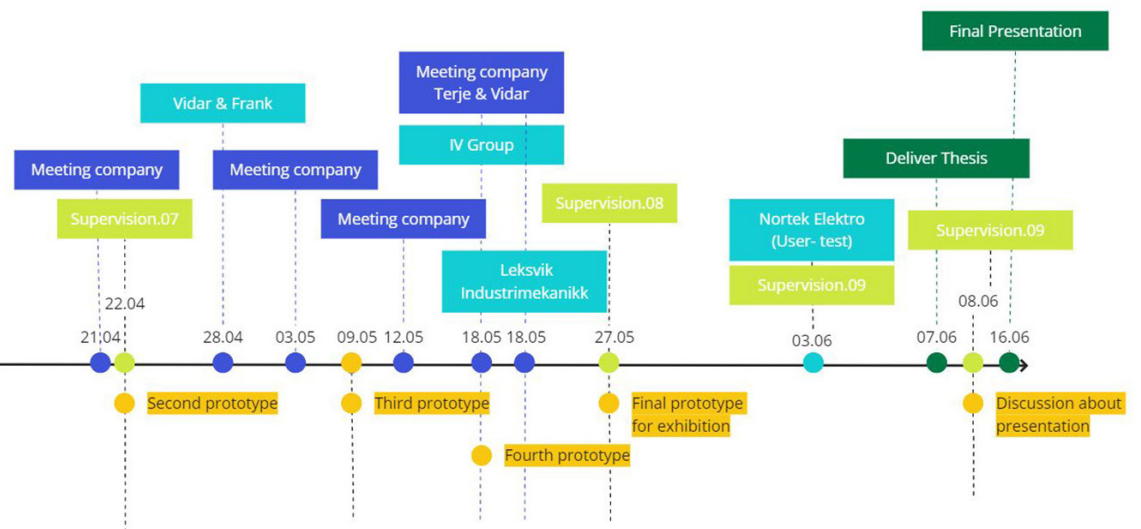 Final Presentation
Meeting company
Terje & Vidar
Vidar & Frank
IV Group
Deliver Thesis
Meeting company
Meeting company
Supervision.07
Meeting company
Supervision.08
Nortek Elektro
(User- test)
Supervision.09
Leksvik
Industrimekanikk
Supervision.09
22.04
08.06
21.04
28.04
03.05
09.05
12.05
18.05
18.05
27.05
03.06
07.06
16.06
Second prototype
Third prototype
Final prototype
for exhibition
Discussion about
presentation
Fourth prototype